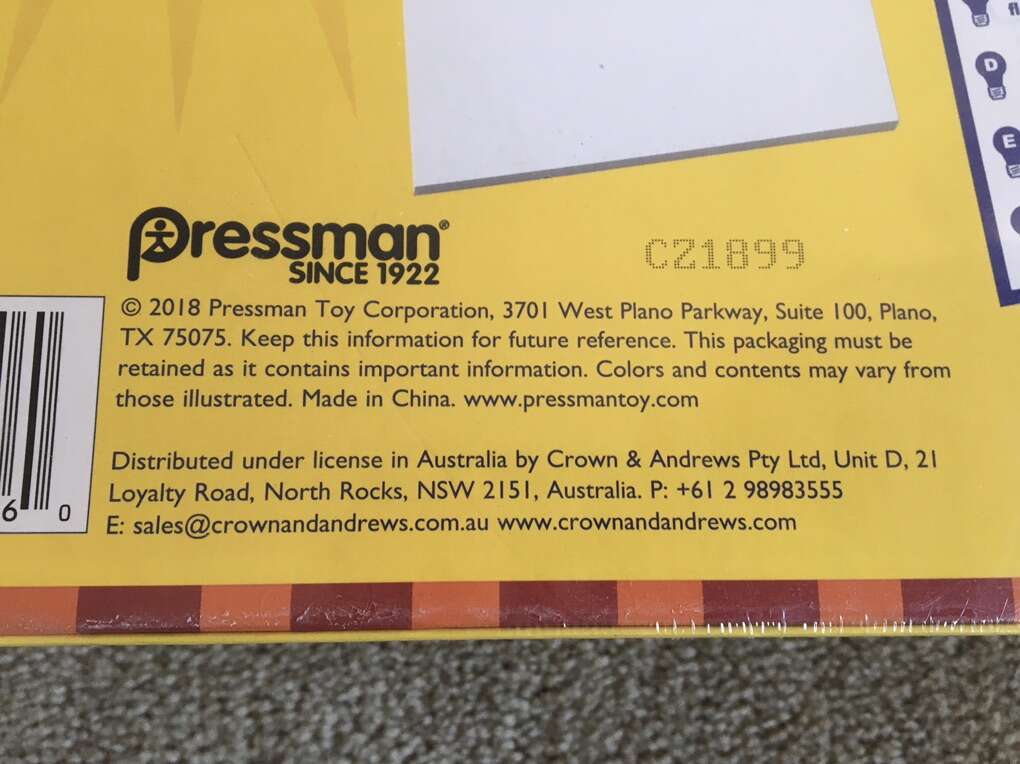 fl
D
E
Pressman®
SINCE 1922
CZ1899
© 2018 Pressman Toy Corporation, 3701 West Plano Parkway, Suite 100, Plano,
TX 75075. Keep this information for future reference. This packaging must be
retained as it contains important information. Colors and contents may vary from
those illustrated. Made in China. www.pressmantoy.com
Distributed under license in Australia by Crown & Andrews Pty Ltd, Unit D, 21
Loyalty Road, North Rocks, NSW 2151, Australia. P: +61 2 98983555
E: sales@crownandandrews.com.au www.crownandandrews.com
6 0